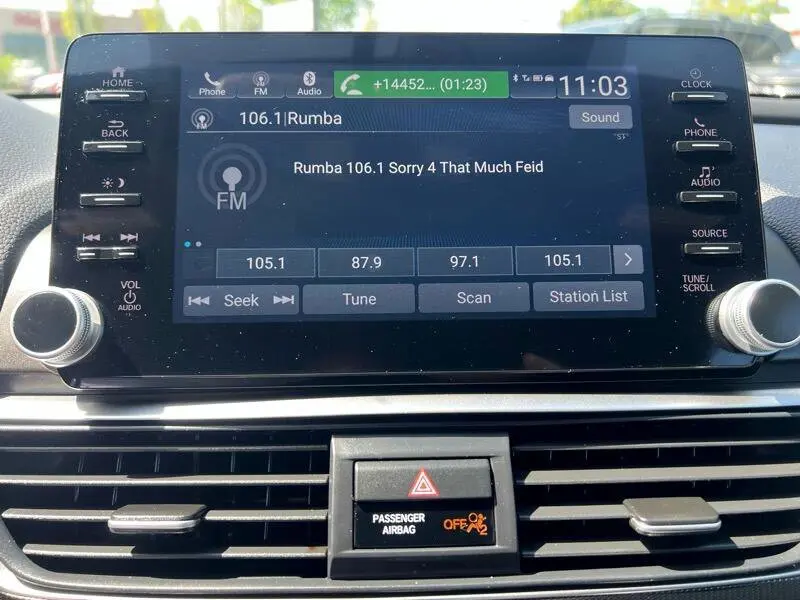 HOME
BACK
VOL
AUDIO
Phone
FM
Audio
+14452... (01:23)
11:03
106.1|Rumba
Sound
Rumba 106.1 Sorry 4 That Much Feid
FM
105.1
87.9
97.1
105.1
Seek
Tune
Scan
Station List
CLOCK
PHONE
AUDIO
SOURCE
TUNE/
SCROLL
PASSENGER
AIRBAG
OFF
2